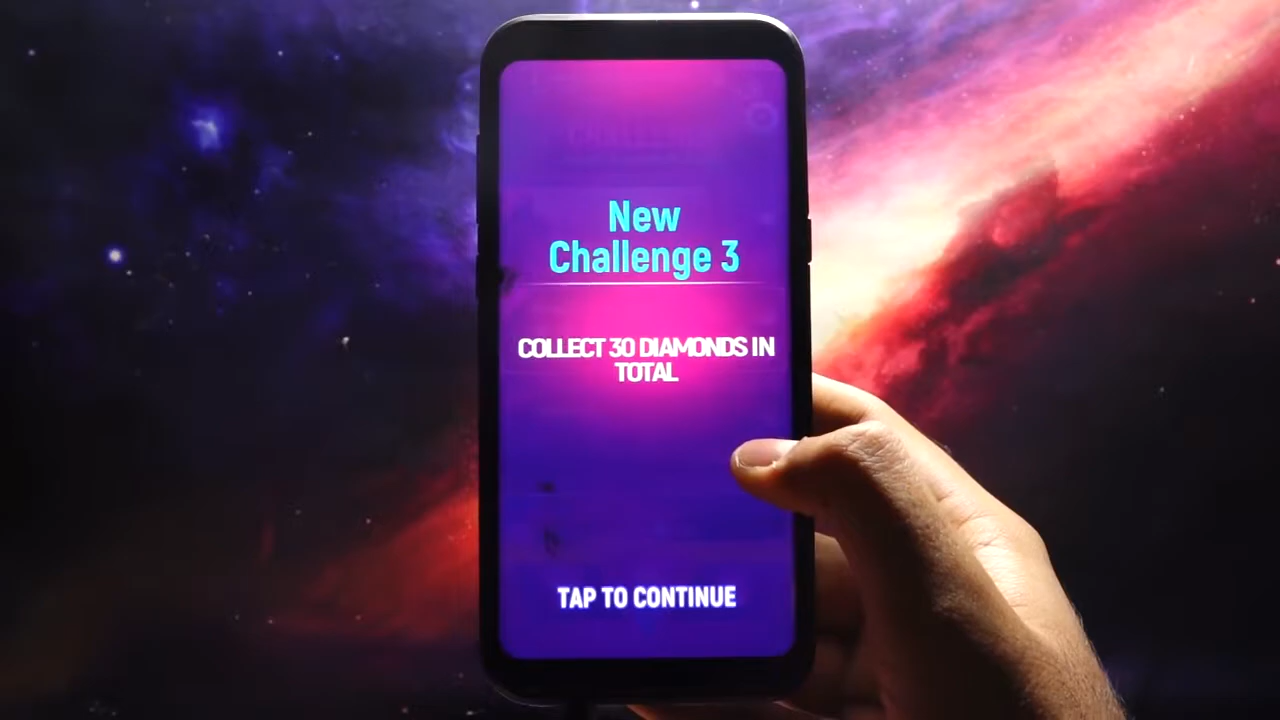 New
Challenge 3
COLLECT 30 DIAMONDS IN
TOTAL
TAP TO CONTINUE